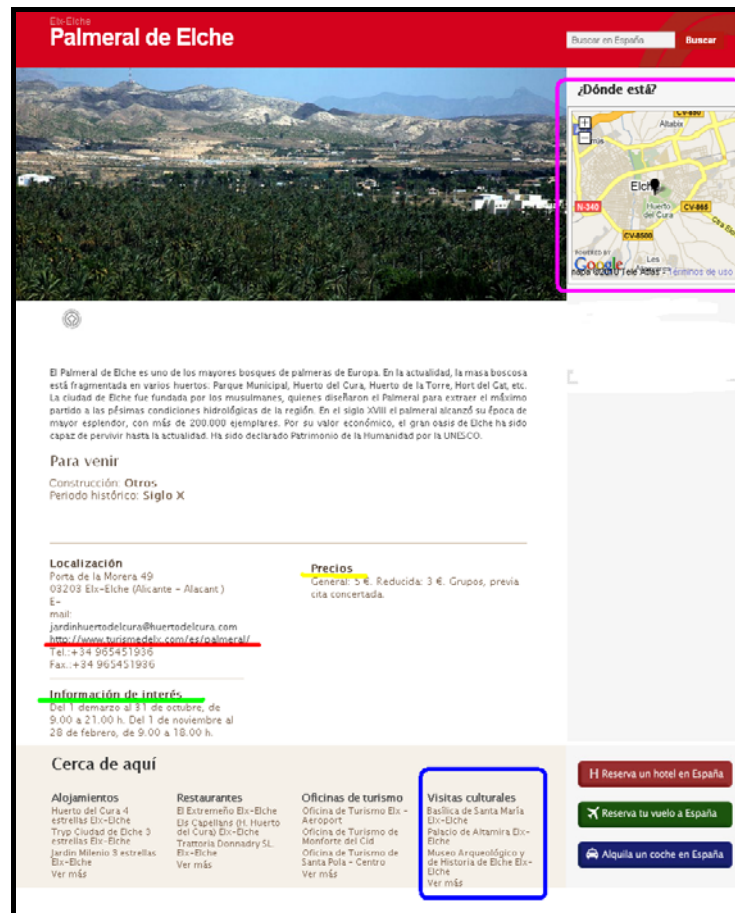 Elx-Elche
Palmeral de Elche
Buscar en España
Buscar
¿Dónde está?
CV-850
Altabix
Elche
N-340
Huerto
del Cura
CV-865
CV-8500
POWERED BY
Google
Les
mapa ©2010 Tele Atlas - Términos de uso
El Palmeral de Elche es uno de los mayores bosques de palmeras de Europa. En la actualidad, la masa boscosa
está fragmentada en varios huertos: Parque Municipal, Huerto del Cura, Huerto de la Torre, Hort del Gat, etc.
La ciudad de Elche fue fundada por los musulmanes, quienes diseñaron el Palmeral para extraer el máximo
partido a las pésimas condiciones hidrológicas de la región. En el siglo XVIII el palmeral alcanzó su época de
mayor esplendor, con más de 200.000 ejemplares. Por su valor económico, el gran oasis de Elche ha sido
capaz de pervivir hasta la actualidad. Ha sido declarado Patrimonio de la Humanidad por la UNESCO.
Para venir
Construcción: Otros
Periodo histórico: Siglo X
Localización
Porta de la Morera 49
03203 Elx-Elche (Alicante - Alacant )
E-
mail:
jardinhuertodelcura@huertodelcura.com
http://www.turismedelx.com/es/palmeral/
Tel.:+34 965451936
Fax.:+34 965451936
Precios
General: 5 €. Reducida: 3 €. Grupos, previa
cita concertada.
Información de interés
Del 1 demarzo al 31 de octubre, de
9.00 a 21.00 h. Del 1 de noviembre al
28 de febrero, de 9.00 a 18.00 h.
Cerca de aquí
Alojamientos
Huerto del Cura 4
estrellas Elx-Elche
Tryp Ciudad de Elche 3
estrellas Elx-Elche
Jardín Milenio 3 estrellas
Elx-Elche
Ver más
Restaurantes
El Extremeño Elx-Elche
Els Capellans (H. Huerto
del Cura) Elx-Elche
Trattoria Donnadry SL.
Elx-Elche
Ver más
Oficinas de turismo
Oficina de Turismo Elx -
Aeroport
Oficina de Turismo de
Monforte del Cid
Oficina de Turismo de
Santa Pola - Centro
Ver más
Visitas culturales
Basílica de Santa María
Elx-Elche
Palacio de Altamira Elx-
Elche
Museo Arqueológico y
de Historia de Elche Elx-
Elche
Ver más
H Reserva un hotel en España
Reserva tu vuelo a España
Alquila un coche en España